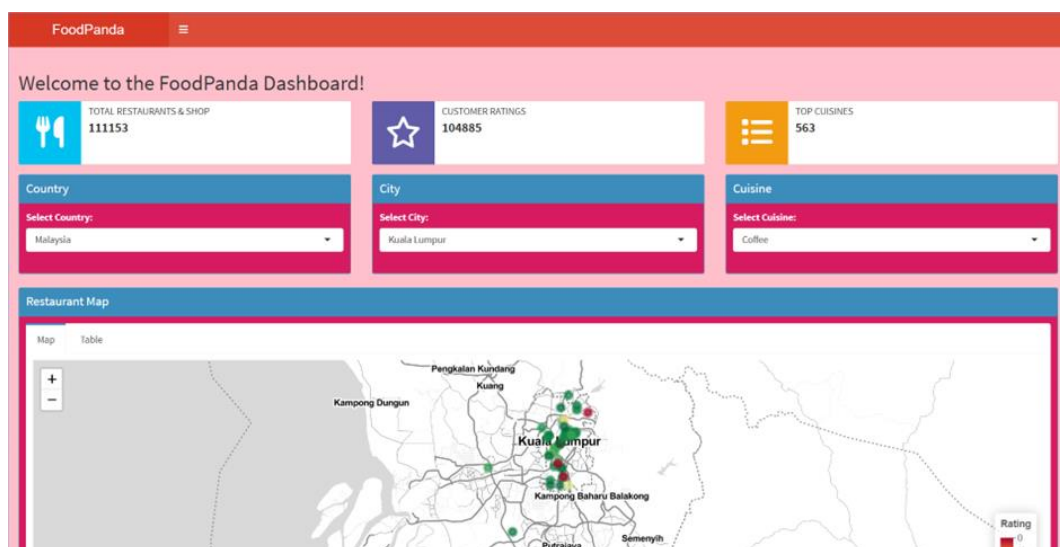 FoodPanda
Welcome to the FoodPanda Dashboard!
TOTAL RESTAURANTS & SHOP
111153
CUSTOMER RATINGS
104885
TOP CUISINES
563
Country
City
Cuisine
Select Country:
Malaysia
Select City:
Kuala Lumpur
Select Cuisine:
Coffee
Restaurant Map
Map
Table
+
−
Pengkalan Kundang
Kuang
Kampong Dungun
Kuala Lumpur
Kampong Baharu Balakong
Semenyih
Putrajaya
Rating
0